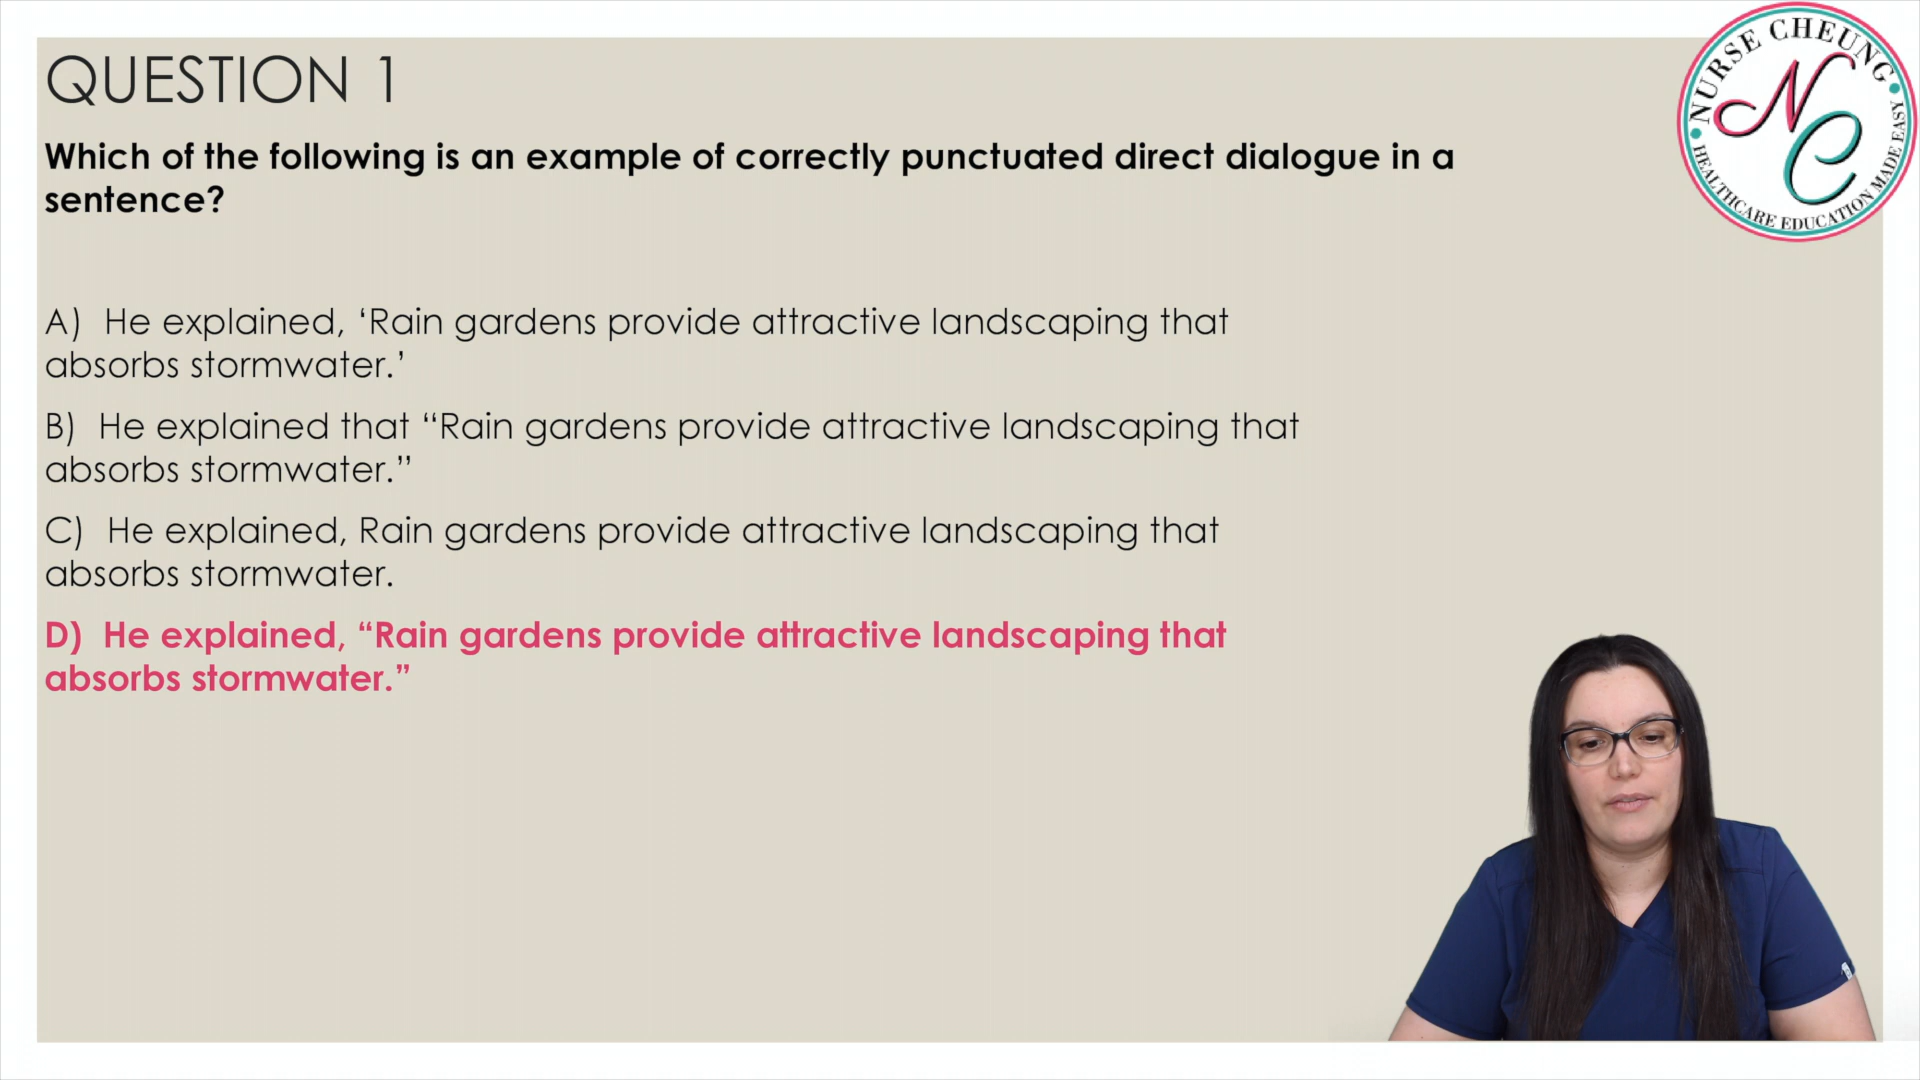 QUESTION 1
Which of the following is an example of correctly punctuated direct dialogue in a
sentence?
A) He explained, ‘Rain gardens provide attractive landscaping that
absorbs stormwater.’
B) He explained that “Rain gardens provide attractive landscaping that
absorbs stormwater.”
C) He explained, Rain gardens provide attractive landscaping that
absorbs stormwater.
D) He explained, “Rain gardens provide attractive landscaping that
absorbs stormwater.”
NURSE CHEUNG
NC
HEALTHCARE EDUCATION MADE EASY